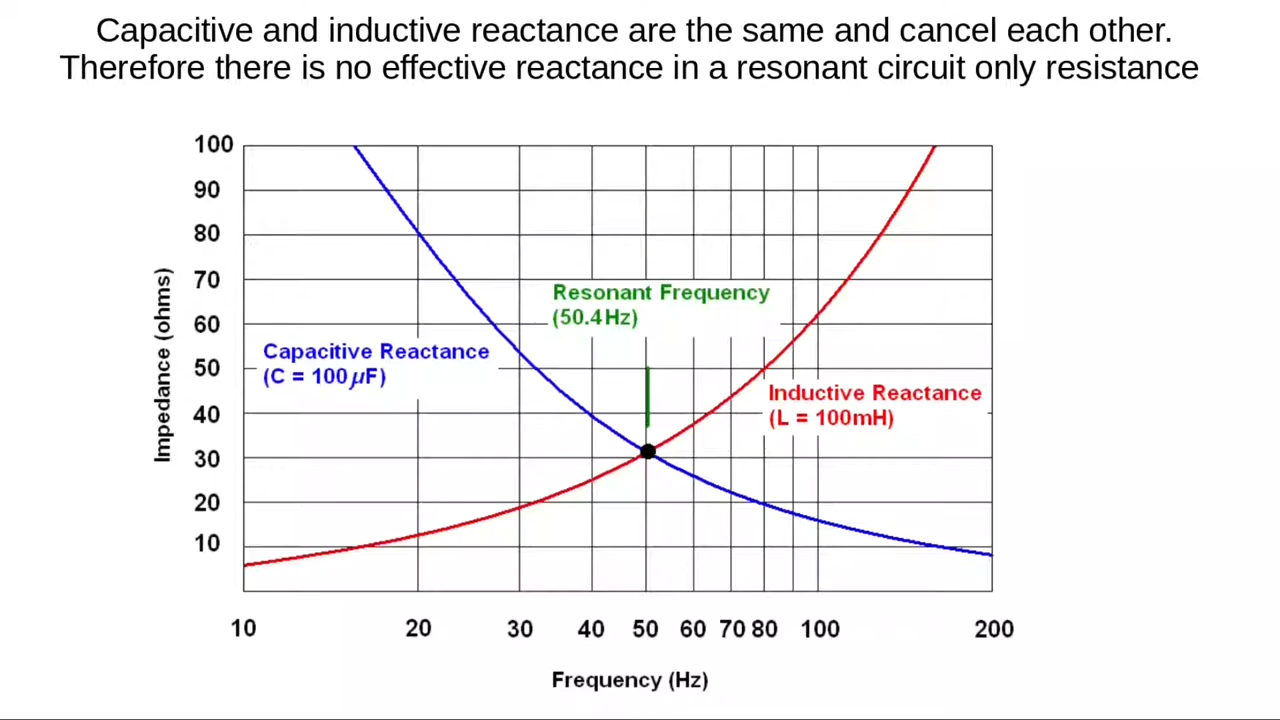 Capacitive and inductive reactance are the same and cancel each other.
Therefore there is no effective reactance in a resonant circuit only resistance
100
90
80
70
60
50
40
30
20
10
Impedance (ohms)
Resonant Frequency
(50.4Hz)
Capacitive Reactance
(C = 100μF)
Inductive Reactance
(L = 100mH)
10 20 30 40 50 60 70 80 100 200
Frequency (Hz)